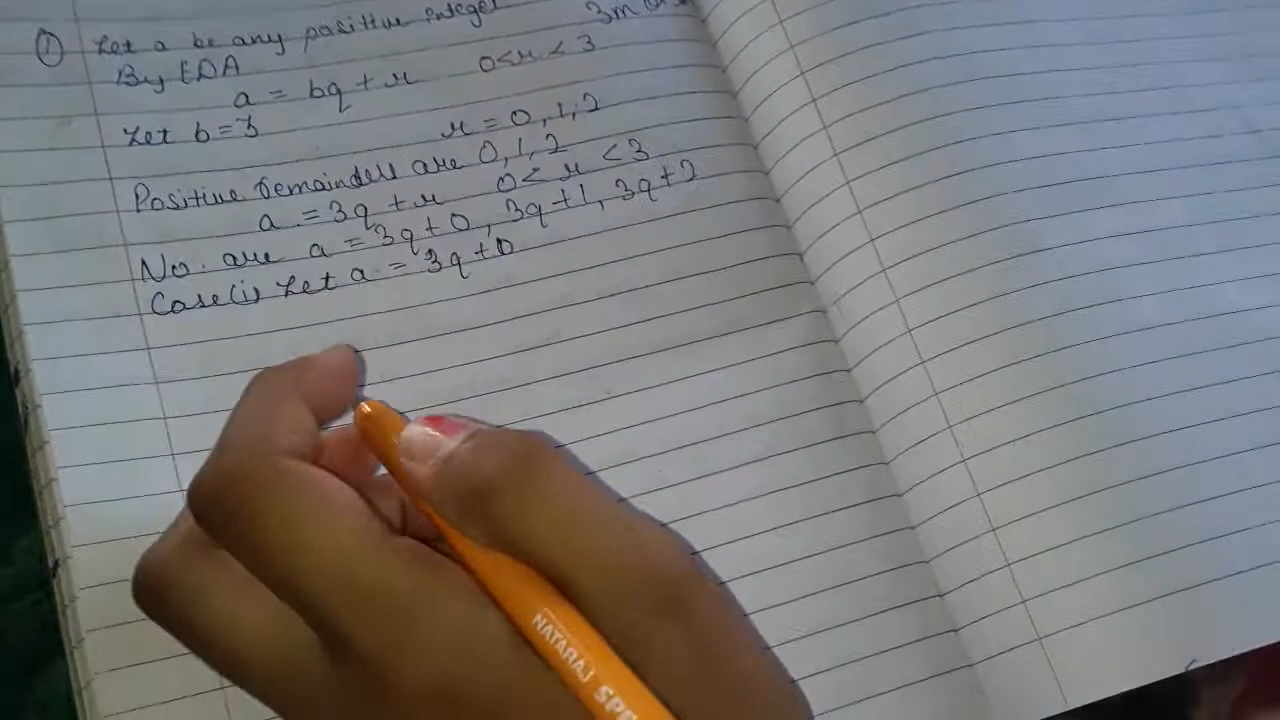 ① Let a be any positive integer
3m
By EDA
a = bq + r 0<r<3
Let b=3
r = 0,1,2
Positive remainders are 0,1,2
a = 3q + r 0<r<3
No. are a = 3q+0, 3q+1, 3q+2
Case(i) Let a = 3q+0
NATARAJ